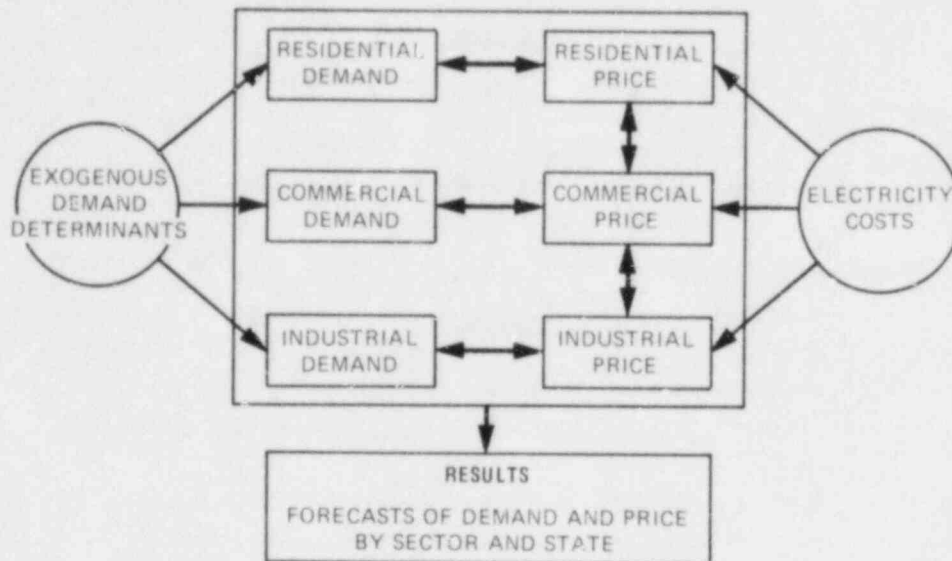 RESIDENTIAL
DEMAND
RESIDENTIAL
PRICE
EXOGENOUS
DEMAND
DETERMINANTS
COMMERCIAL
DEMAND
COMMERCIAL
PRICE
ELECTRICITY
COSTS
INDUSTRIAL
DEMAND
INDUSTRIAL
PRICE
RESULTS
FORECASTS OF DEMAND AND PRICE
BY SECTOR AND STATE